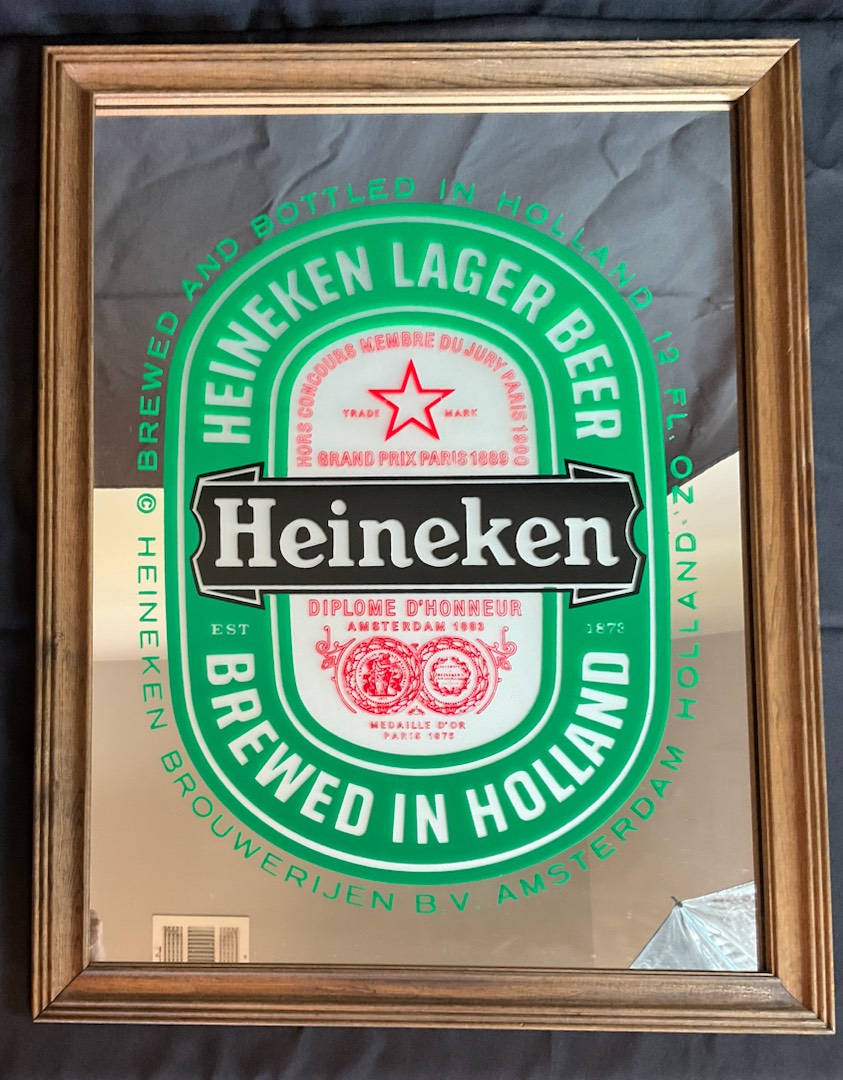 © BREWED AND BOTTLED IN HOLLAND 12 FL. OZ.
HEINEKEN LAGER BEER
HORS CONCOURS MEMBRE DU JURY PARIS 1900
TRADE MARK
GRAND PRIX PARIS 1889
Heineken
DIPLOME D'HONNEUR
AMSTERDAM 1883
EST 1873
MEDAILLE D'OR
PARIS 1875
BREWED IN HOLLAND
HEINEKEN BROUWERIJEN B.V. AMSTERDAM HOLLAND